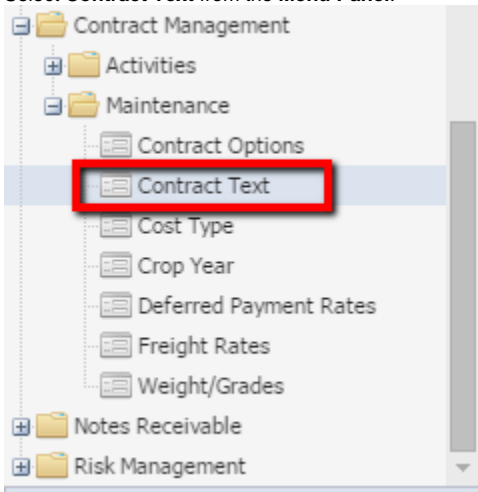 Select Contract Text from the Menu Panel.
Contract Management
Activities
Maintenance
Contract Options
Contract Text
Cost Type
Crop Year
Deferred Payment Rates
Freight Rates
Weight/Grades
Notes Receivable
Risk Management